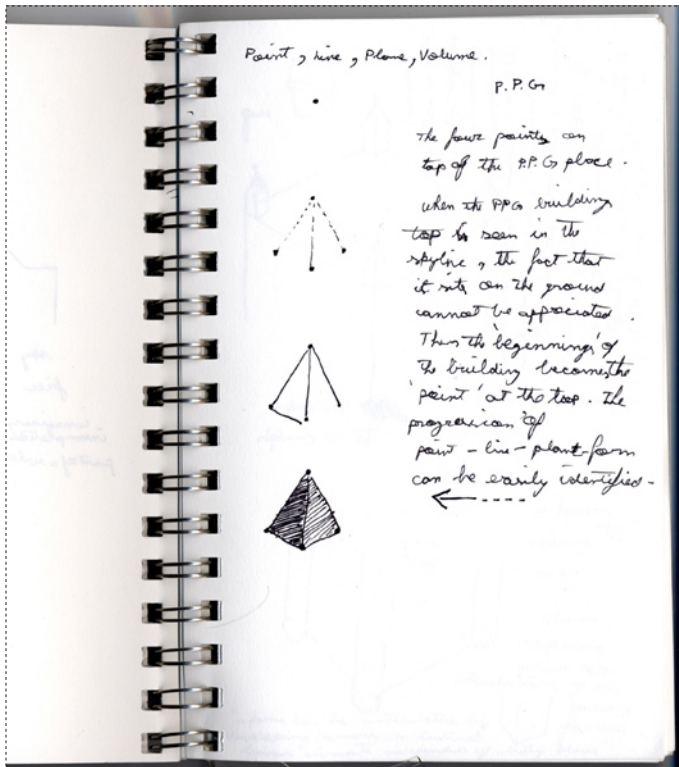 Point, Line, Plane, Volume.
P.P.G
The four points on
top of the P.P.G place.
when the PPG building
top is seen in the
skyline, the fact that
it sits on the ground
cannot be appreciated.
Then the 'beginnings' of
the building becomes the
'point' at the top. The
progression of
point - line - plant - form
can be easily identified -